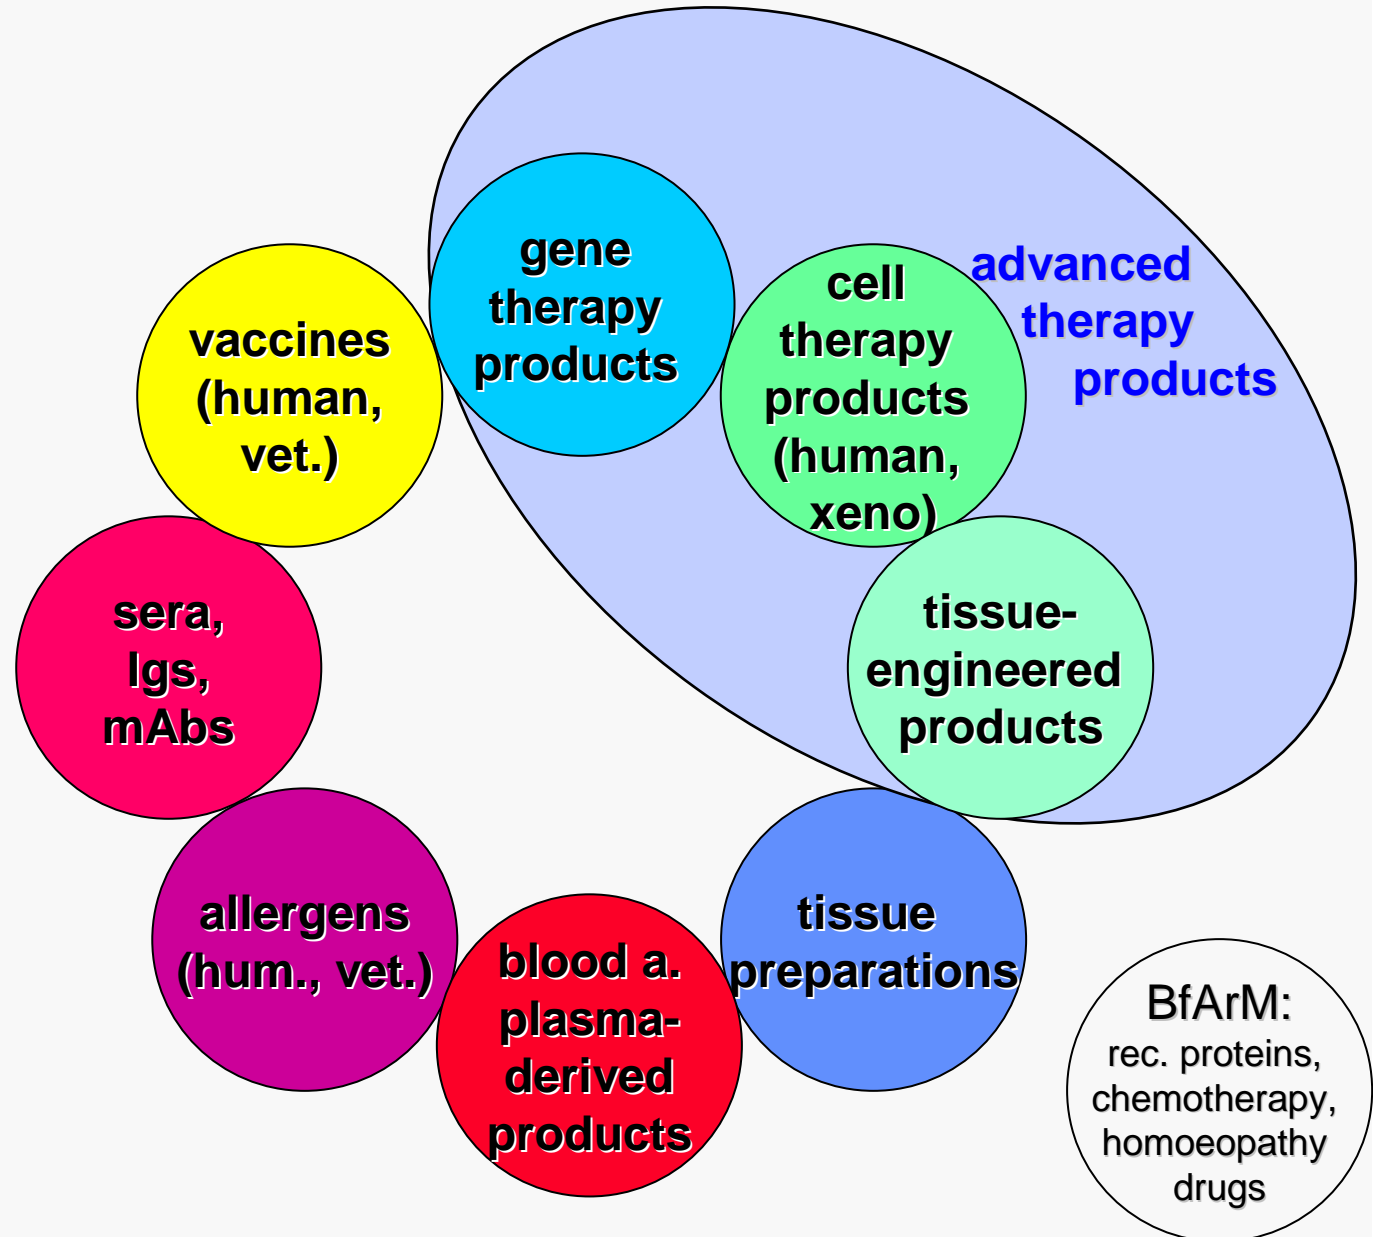 gene
therapy
products
cell
therapy
products
(human,
xeno)
advanced
therapy
products
vaccines
(human,
vet.)
sera,
Igs,
mAbs
tissue-
engineered
products
allergens
(hum., vet.)
blood a.
plasma-
derived
products
tissue
preparations
BfArM:
rec. proteins,
chemotherapy,
homoeopathy
drugs